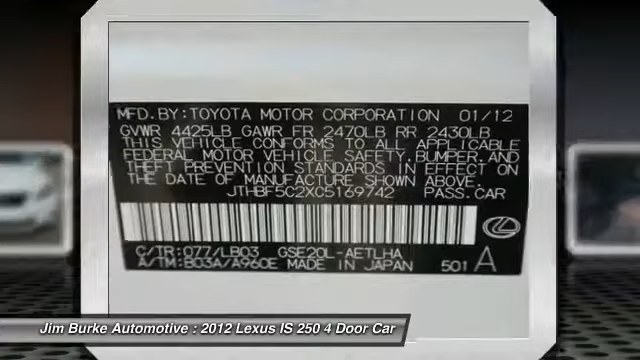 MFD.BY:TOYOTA MOTOR CORPORATION 01/12
GVWR 4425LB GAWR FR 2470LB RR 2430LB
THIS VEHICLE CONFORMS TO ALL APPLICABLE
FEDERAL MOTOR VEHICLE SAFETY,BUMPER,AND
THEFT PREVENTION STANDARDS IN EFFECT ON
THE DATE OF MANUFACTURE SHOWN ABOVE.
JTHBF5C2XC5169742 PASS.CAR
C/TR:077/LB03 GSE20L-AETLHA
A/TM:B03A/A960E MADE IN JAPAN 501 A
Jim Burke Automotive : 2012 Lexus IS 250 4 Door Car